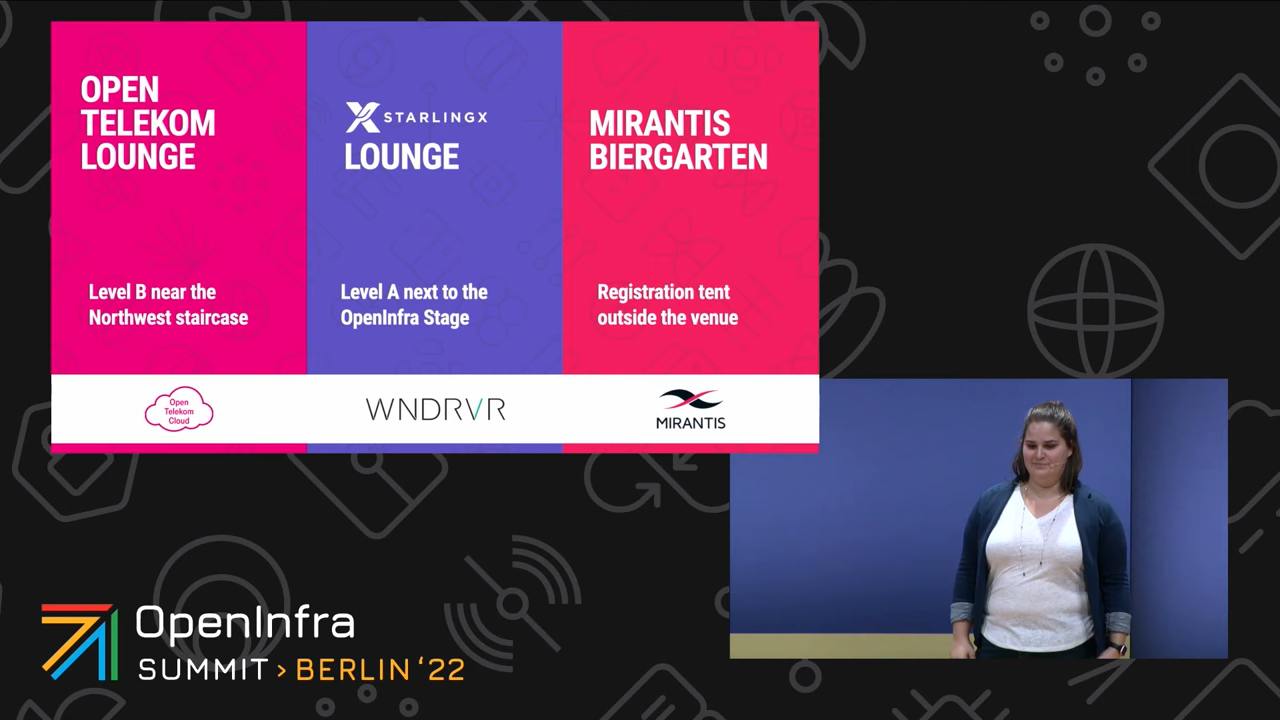 OPEN
TELEKOM
LOUNGE
Level B near the
Northwest staircase
Open
Telekom
Cloud
STARLINGX
LOUNGE
Level A next to the
OpenInfra Stage
WNDRVR
MIRANTIS
BIERGARTEN
Registration tent
outside the venue
MIRANTIS
OpenInfra
SUMMIT > BERLIN ‘22